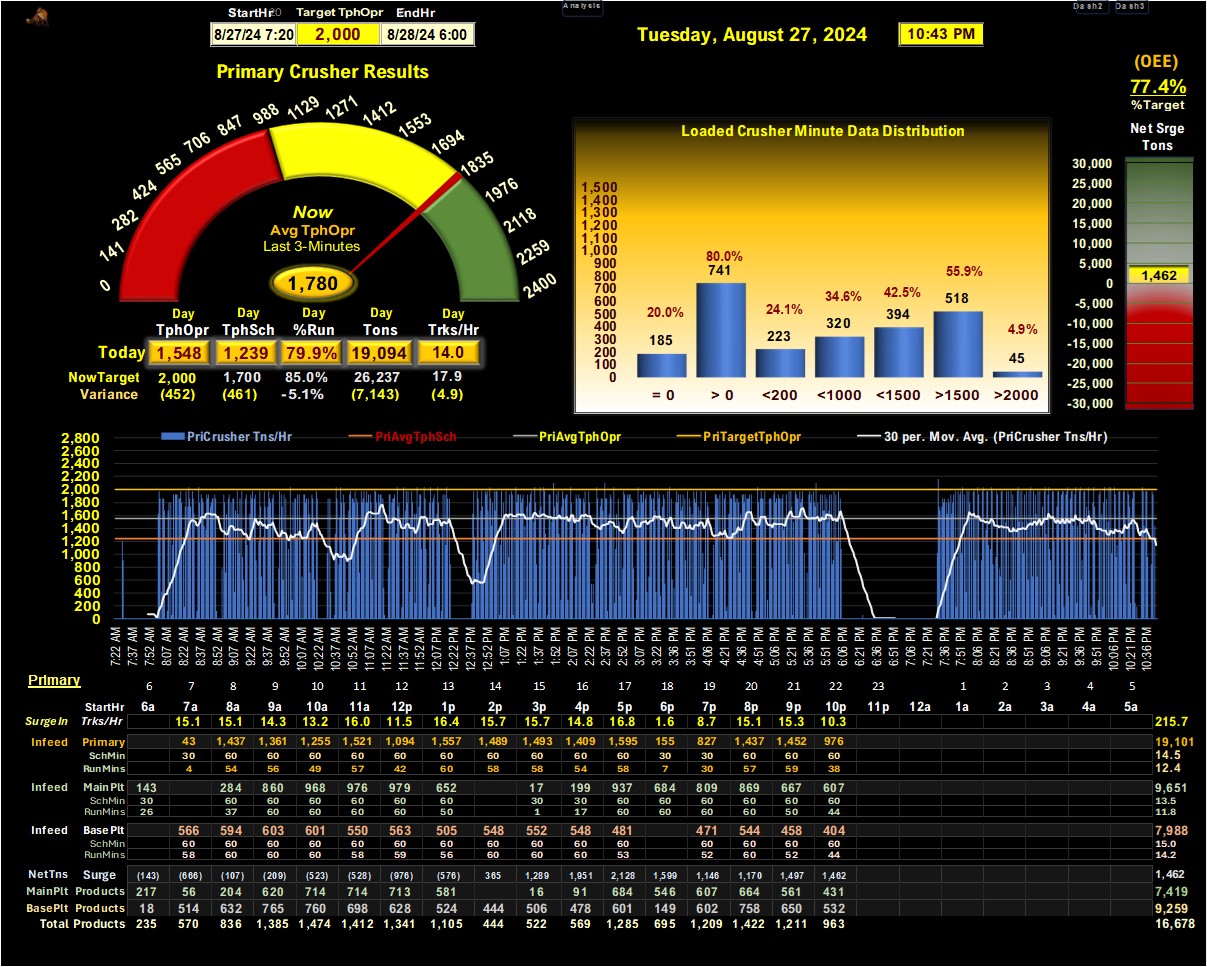 Analysis
Dash2 Dash3
StartHr 20 Target TphOpr EndHr
8/27/24 7:20 2,000 8/28/24 6:00
Tuesday, August 27, 2024 10:43 PM
(OEE)
77.4%
%Target
Primary Crusher Results
0 141 282 424 565 706 847 988 1129 1271 1412 1553 1694 1835 1976 2118 2259 2400
Now
Avg TphOpr
Last 3-Minutes
1,780
Day Day Day Day Day
TphOpr TphSch %Run Tons Trks/Hr
Today 1,548 1,239 79.9% 19,094 14.0
NowTarget 2,000 1,700 85.0% 26,237 17.9
Variance (452) (461) -5.1% (7,143) (4.9)
Loaded Crusher Minute Data Distribution
1,500
1,400
1,300
1,200
1,100
1,000
900
800
700
600
500
400
300
200
100
0
20.0% 80.0% 24.1% 34.6% 42.5% 55.9% 4.9%
185 741 223 320 394 518 45
= 0 > 0 <200 <1000 <1500 >1500 >2000
Net Srge
Tons
30,000
25,000
20,000
15,000
10,000
5,000
1,462
0
-5,000
-10,000
-15,000
-20,000
-25,000
-30,000
PriCrusher Tns/Hr PriAvgTphSch PriAvgTphOpr PriTargetTphOpr 30 per. Mov. Avg. (PriCrusher Tns/Hr)
2,800
2,600
2,400
2,200
2,000
1,800
1,600
1,400
1,200
1,000
800
600
400
200
0
7:22 AM 7:37 AM 7:52 AM 8:07 AM 8:22 AM 8:37 AM 8:52 AM 9:07 AM 9:22 AM 9:37 AM 9:52 AM 10:07 AM 10:22 AM 10:37 AM 10:52 AM 11:07 AM 11:22 AM 11:37 AM 11:52 AM 12:07 PM 12:22 PM 12:37 PM 12:52 PM 1:07 PM 1:22 PM 1:37 PM 1:52 PM 2:07 PM 2:22 PM 2:37 PM 2:52 PM 3:07 PM 3:21 PM 3:36 PM 3:51 PM 4:06 PM 4:21 PM 4:36 PM 4:51 PM 5:06 PM 5:21 PM 5:36 PM 5:51 PM 6:06 PM 6:21 PM 6:36 PM 6:51 PM 7:06 PM 7:21 PM 7:36 PM 7:51 PM 8:06 PM 8:21 PM 8:36 PM 8:51 PM 9:06 PM 9:21 PM 9:36 PM 9:51 PM 10:06 PM 10:21 PM 10:36 PM
Primary
6 7 8 9 10 11 12 13 14 15 16 17 18 19 20 21 22 23 1 2 3 4 5
StartHr 6a 7a 8a 9a 10a 11a 12p 1p 2p 3p 4p 5p 6p 7p 8p 9p 10p 11p 12a 1a 2a 3a 4a 5a
SurgeIn Trks/Hr 15.1 15.1 14.3 13.2 16.0 11.5 16.4 15.7 15.7 14.8 16.8 1.6 8.7 15.1 15.3 10.3 215.7
Infeed Primary 43 1,437 1,361 1,255 1,521 1,094 1,557 1,489 1,493 1,409 1,595 155 827 1,437 1,452 976 19,101
SchMin 30 60 60 60 60 60 60 60 60 60 60 30 30 60 60 60 14.5
RunMins 4 54 56 49 57 42 60 58 58 54 58 7 30 57 59 38 12.4
Infeed MainPlt 143 284 860 968 976 979 652 17 199 937 684 809 869 667 607 9,651
SchMin 30 60 60 60 60 60 60 30 30 60 60 60 60 60 60 13.5
RunMins 26 37 60 60 60 60 50 1 17 60 60 60 60 50 44 11.8
Infeed BasePlt 566 594 603 601 550 563 505 548 552 548 481 471 544 458 404 7,988
SchMin 60 60 60 60 60 60 60 60 60 60 60 60 60 60 60 15.0
RunMins 58 60 60 60 58 59 56 60 60 60 53 52 60 52 44 14.2
NetTns Surge (143) (666) (107) (209) (523) (528) (976) (576) 365 1,289 1,951 2,128 1,599 1,146 1,170 1,497 1,462 1,462
MainPlt Products 217 56 204 620 714 714 713 581 16 91 684 546 607 664 561 431 7,419
BasePlt Products 18 514 632 765 760 698 628 524 444 506 478 601 149 602 758 650 532 9,259
Total Products 235 570 836 1,385 1,474 1,412 1,341 1,105 444 522 569 1,285 695 1,209 1,422 1,211 963 16,678